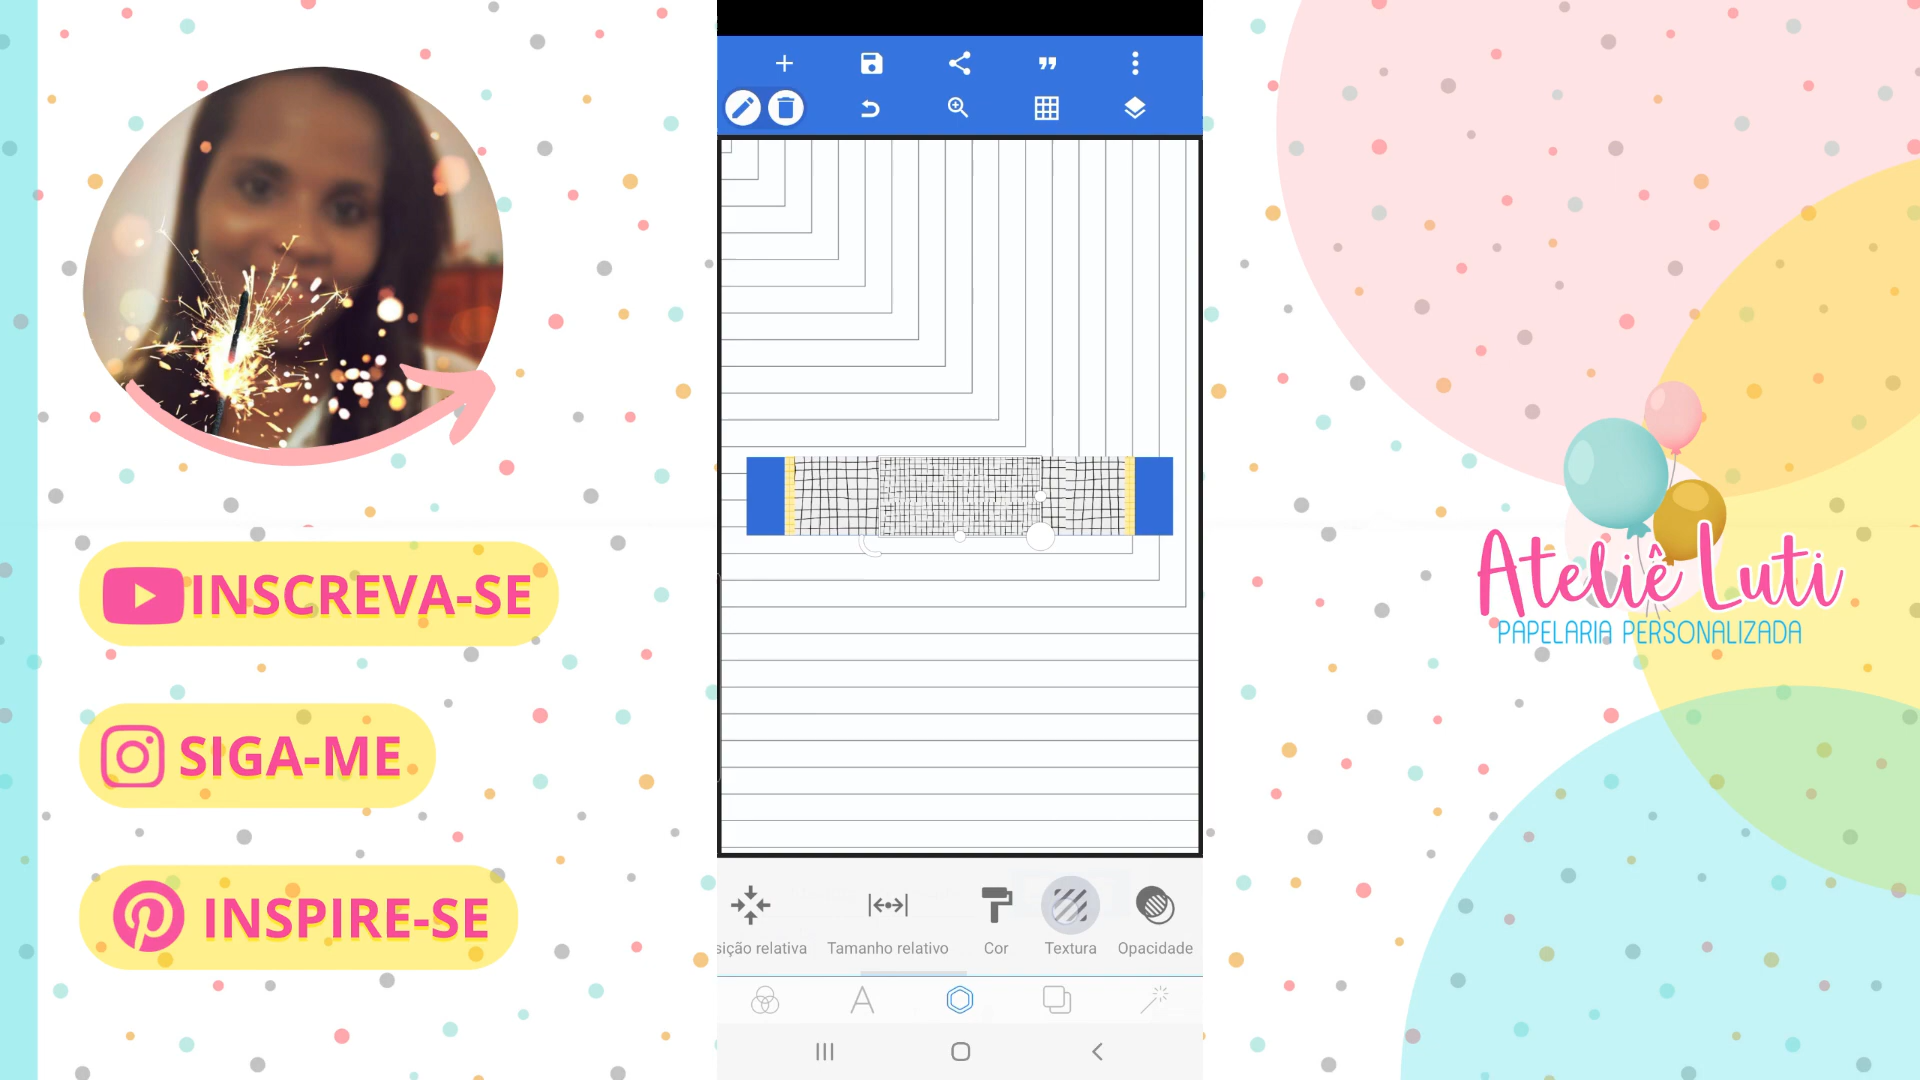 INSCREVA-SE
SIGA-ME
INSPIRE-SE
sição relativa
Tamanho relativo
Cor
Textura
Opacidade
Ateliê Luti
PAPELARIA PERSONALIZADA